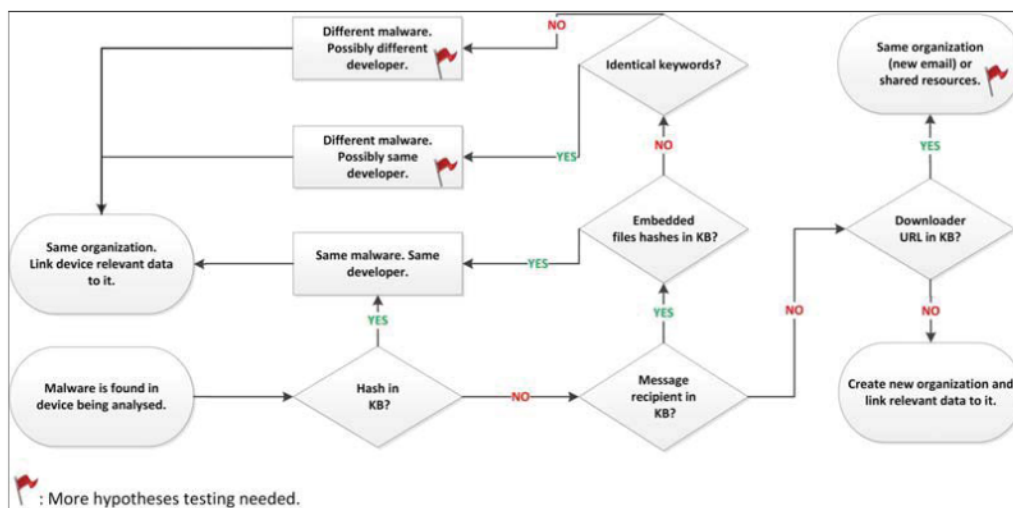 Different malware.
Possibly different
developer.
NO
Identical keywords?
Same organization
(new email) or
shared resources.
Different malware.
Possibly same
developer.
YES
NO
YES
Same organization.
Link device relevant data
to it.
Same malware. Same
developer.
YES
Embedded
files hashes in KB?
Downloader
URL in KB?
YES
YES
NO
NO
Malware is found in
device being analysed.
Hash in
KB?
NO
Message
recipient in
KB?
Create new organization and
link relevant data to it.
: More hypotheses testing needed.